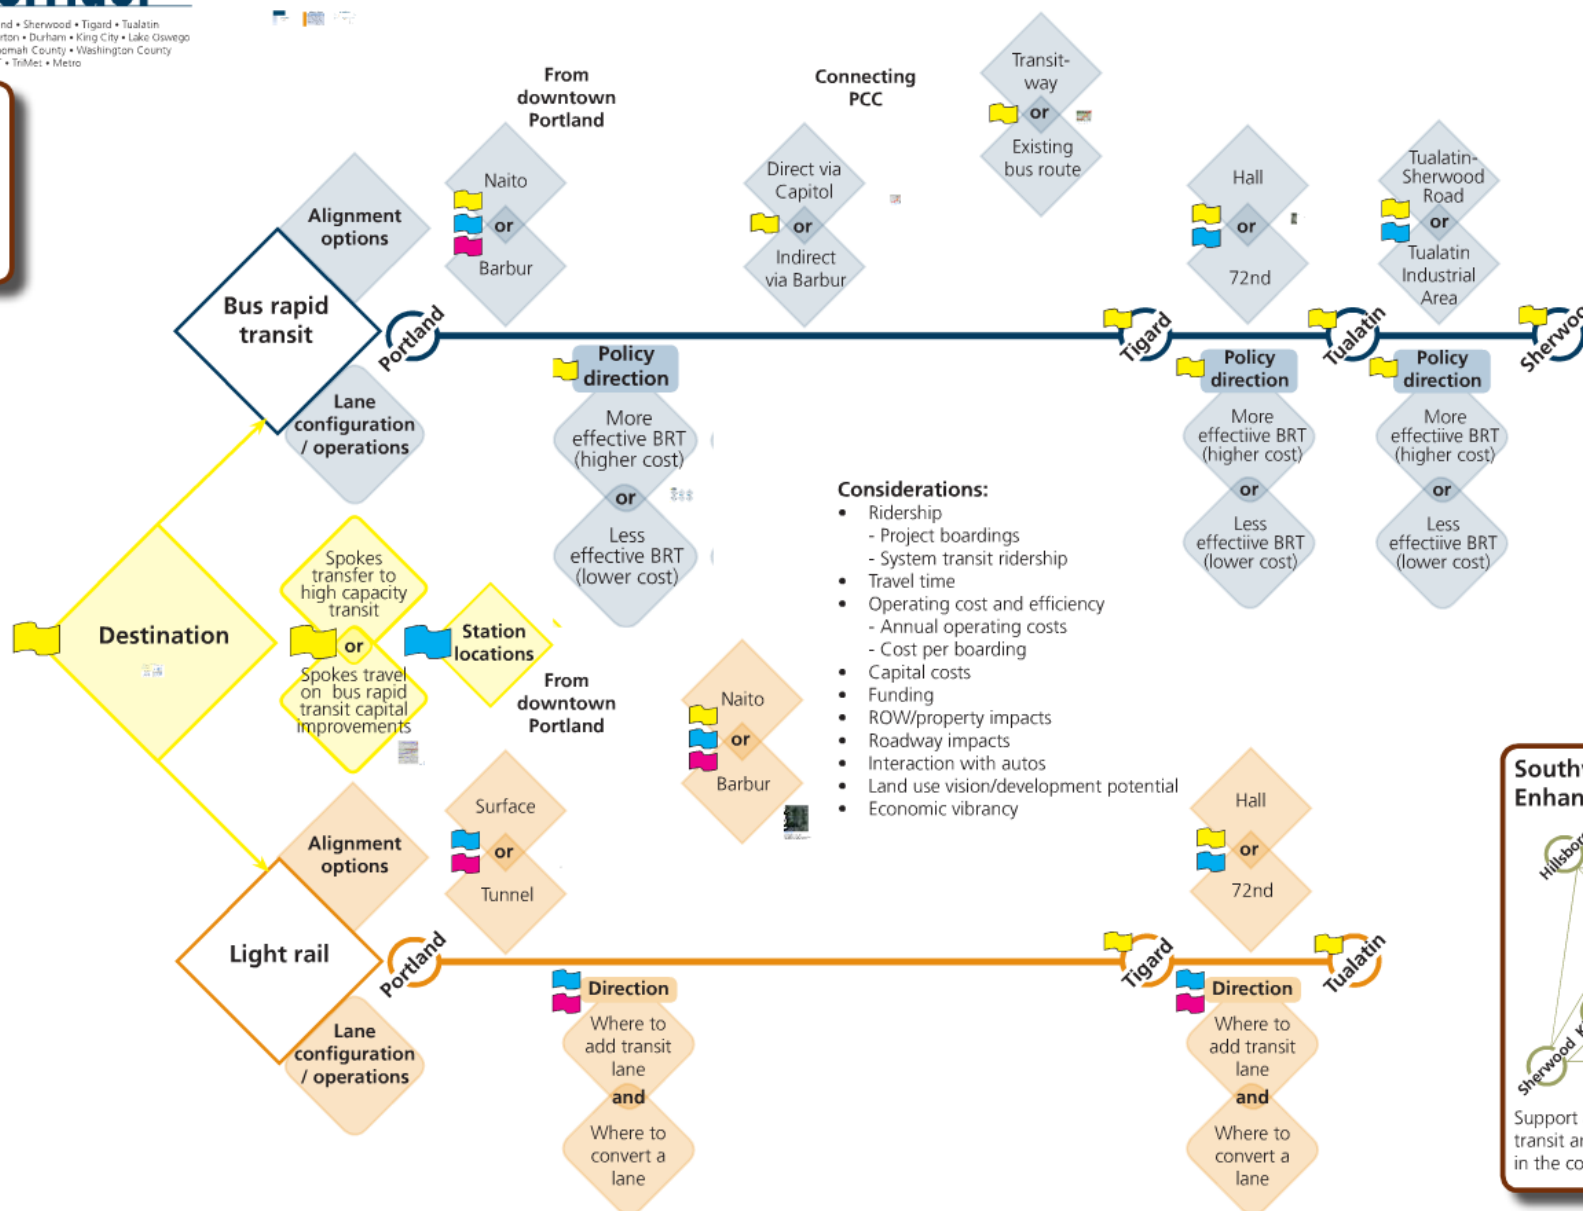 nd • Sherwood • Tigard • Tualatin
rton • Durham • King City • Lake Oswego
omah County • Washington County
• TriMet • Metro
From
downtown
Portland
Connecting
PCC
Transit-
way
or
Existing
bus route
Alignment
options
Naito
or
Barbur
Direct via
Capitol
or
Indirect
via Barbur
Hall
or
72nd
Tualatin-
Sherwood
Road
or
Tualatin
Industrial
Area
Bus rapid
transit
Portland
Tigard
Tualatin
Sherwoo
Lane
configuration
/ operations
Policy
direction
More
effective BRT
(higher cost)
or
Less
effective BRT
(lower cost)
Policy
direction
More
effectiive BRT
(higher cost)
or
Less
effectiive BRT
(lower cost)
Policy
direction
More
effectiive BRT
(higher cost)
or
Less
effectiive BRT
(lower cost)
Destination
Spokes
transfer to
high capacity
transit
or
Spokes travel
on bus rapid
transit capital
improvements
Station
locations
From
downtown
Portland
Naito
or
Barbur
Considerations:
• Ridership
- Project boardings
- System transit ridership
• Travel time
• Operating cost and efficiency
- Annual operating costs
- Cost per boarding
• Capital costs
• Funding
• ROW/property impacts
• Roadway impacts
• Interaction with autos
• Land use vision/development potential
• Economic vibrancy
Alignment
options
Surface
or
Tunnel
Hall
or
72nd
Light rail
Portland
Tigard
Tualatin
Lane
configuration
/ operations
Direction
Where to
add transit
lane
and
Where to
convert a
lane
Direction
Where to
add transit
lane
and
Where to
convert a
lane
South
Enhan
Hillsbor
Sherwood
Support
transit a
in the co